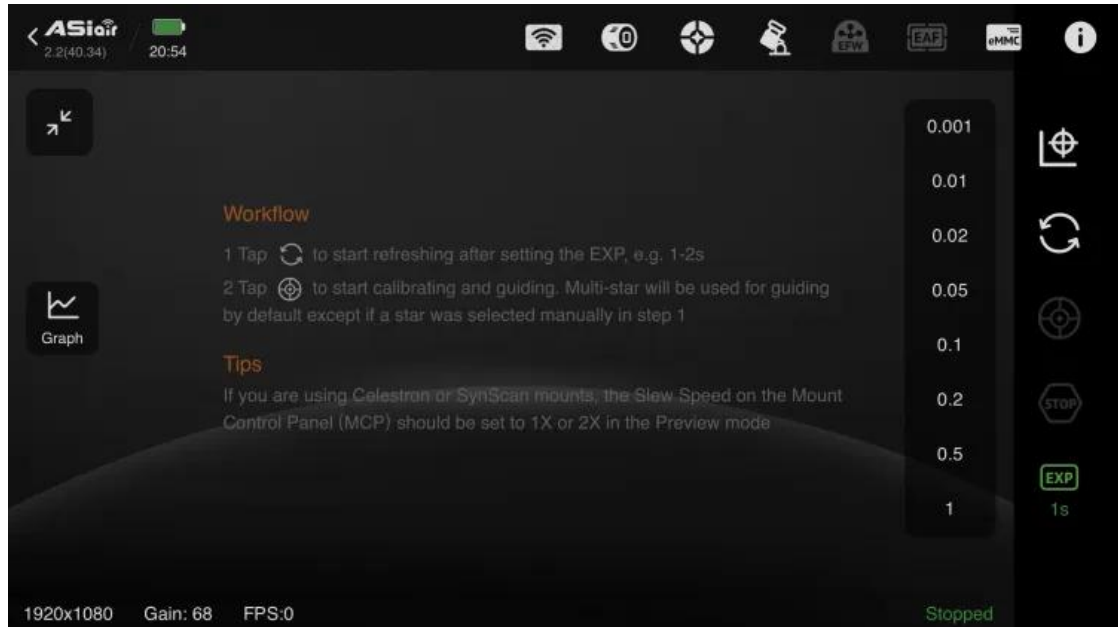 ASiair
2.2(40.34)
20:54
EFW
EAF
eMMC
Workflow
1 Tap to start refreshing after setting the EXP, e.g. 1-2s
2 Tap to start calibrating and guiding. Multi-star will be used for guiding
by default except if a star was selected manually in step 1
Tips
If you are using Celestron or SynScan mounts, the Slew Speed on the Mount
Control Panel (MCP) should be set to 1X or 2X in the Preview mode
Graph
0.001
0.01
0.02
0.05
0.1
0.2
0.5
1
STOP
EXP
1s
1920x1080 Gain: 68 FPS:0
Stopped